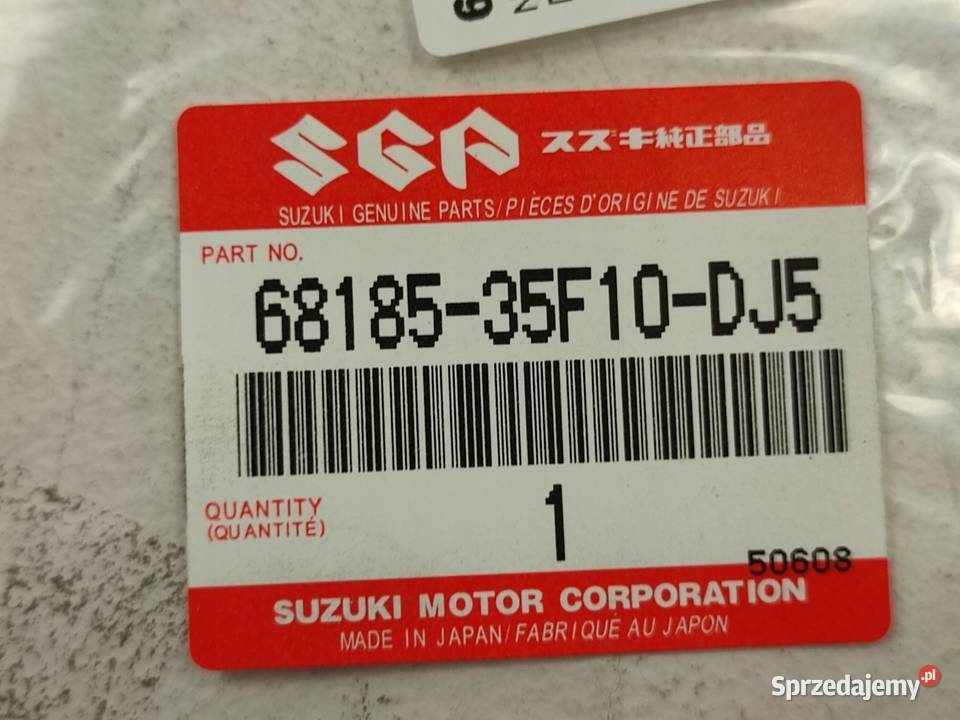 6
SGP スズキ純正部品
SUZUKI GENUINE PARTS/PIÈCES D'ORIGINE DE SUZUKI
PART NO.
68185-35F10-DJ5
QUANTITY
(QUANTITÉ)
1
50608
SUZUKI MOTOR CORPORATION
MADE IN JAPAN/FABRIQUÉ AU JAPON
Sprzedajemy.pl